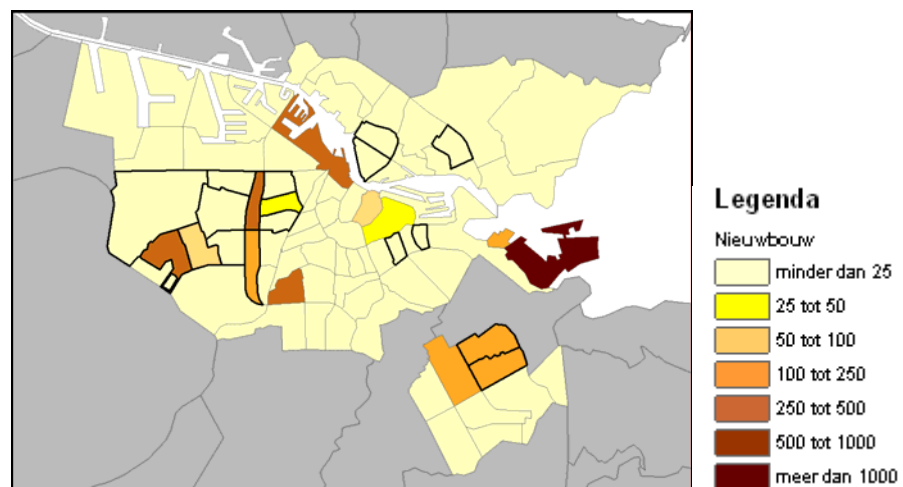 Legenda
Nieuwbouw
minder dan 25
25 tot 50
50 tot 100
100 tot 250
250 tot 500
500 tot 1000
meer dan 1000